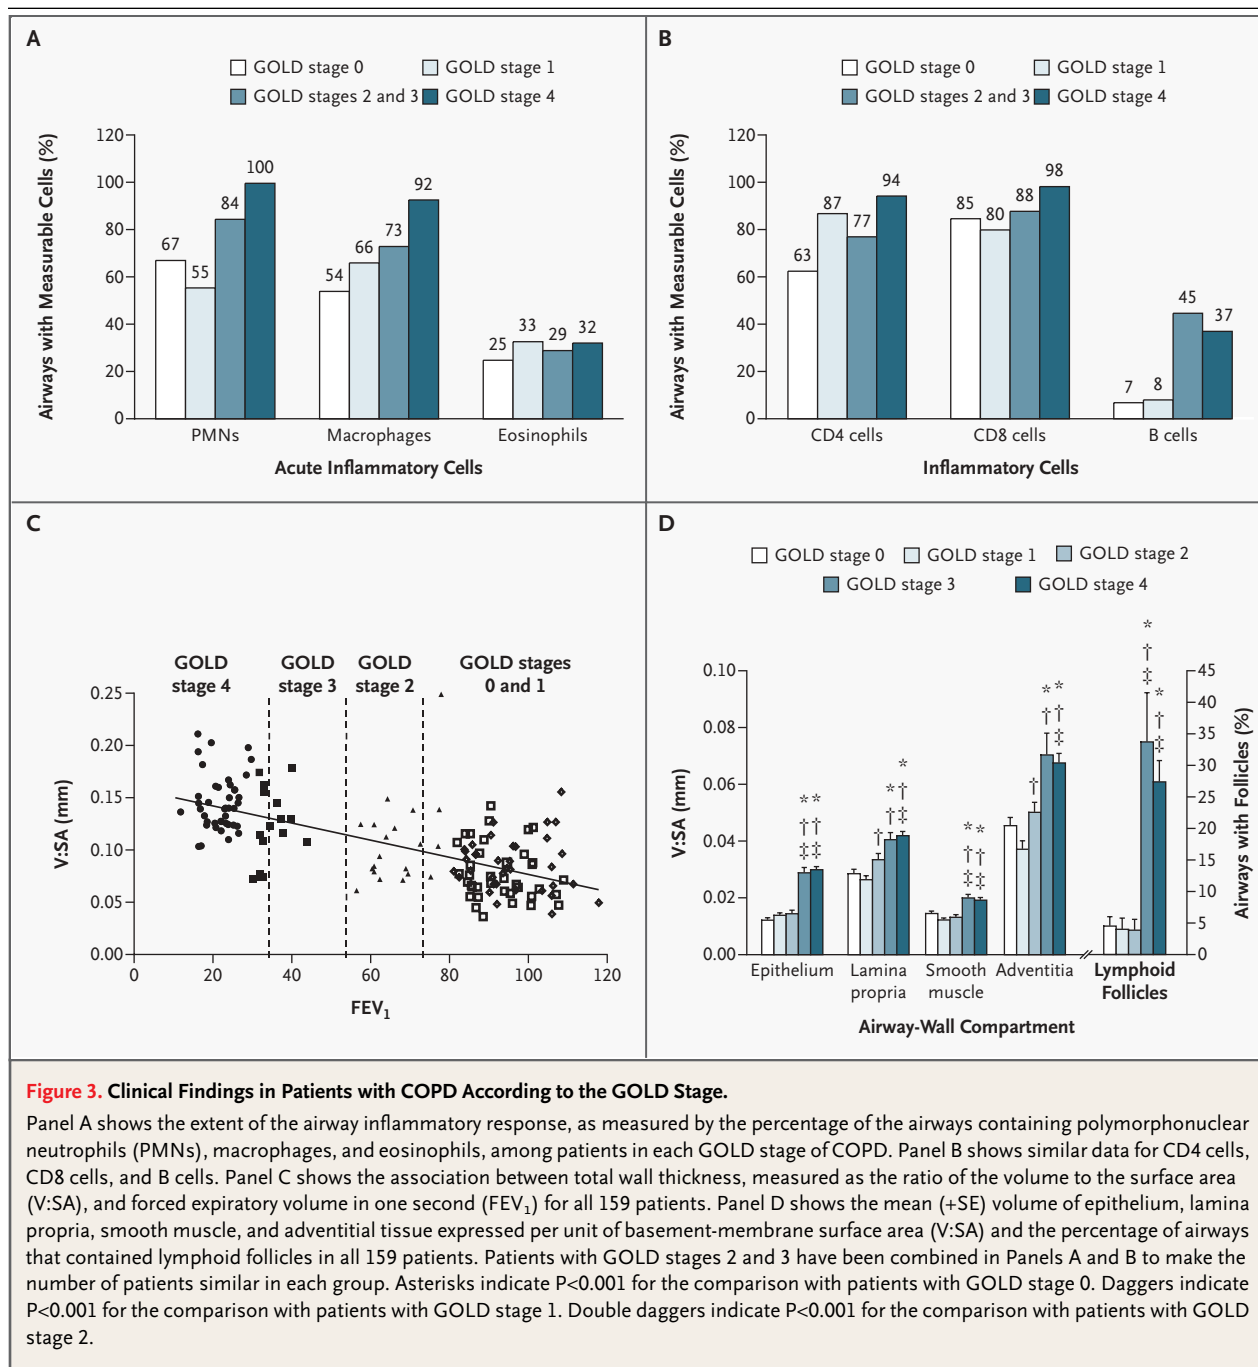 A
GOLD stage 0
GOLD stage 1
GOLD stages 2 and 3
GOLD stage 4
Airways with Measurable Cells (%)
120
100
80
60
40
20
0
67
55
84
100
54
66
73
92
25
33
29
32
PMNs
Macrophages
Eosinophils
Acute Inflammatory Cells
B
GOLD stage 0
GOLD stage 1
GOLD stages 2 and 3
GOLD stage 4
Airways with Measurable Cells (%)
120
100
80
60
40
20
0
63
87
77
94
85
80
88
98
7
8
45
37
CD4 cells
CD8 cells
B cells
Inflammatory Cells
C
GOLD
stage 4
GOLD
stage 3
GOLD
stage 2
GOLD stages
0 and 1
V:SA (mm)
0.25
0.20
0.15
0.10
0.05
0.00
0
20
40
60
80
100
120
FEV₁
D
GOLD stage 0
GOLD stage 1
GOLD stage 2
GOLD stage 3
GOLD stage 4
V:SA (mm)
0.10
0.08
0.06
0.04
0.02
0.00
* *
† †
‡ ‡
*
* †
† † ‡
* *
† †
‡ ‡
* *
† †
† ‡
*
†
‡
*
†
‡
45
40
35
30
25
20
15
10
5
0
Airways with Follicles (%)
Epithelium
Lamina
propria
Smooth
muscle
Adventitia
Lymphoid
Follicles
Airway-Wall Compartment
Figure 3. Clinical Findings in Patients with COPD According to the GOLD Stage.
Panel A shows the extent of the airway inflammatory response, as measured by the percentage of the airways containing polymorphonuclear
neutrophils (PMNs), macrophages, and eosinophils, among patients in each GOLD stage of COPD. Panel B shows similar data for CD4 cells,
CD8 cells, and B cells. Panel C shows the association between total wall thickness, measured as the ratio of the volume to the surface area
(V:SA), and forced expiratory volume in one second (FEV₁) for all 159 patients. Panel D shows the mean (+SE) volume of epithelium, lamina
propria, smooth muscle, and adventitial tissue expressed per unit of basement-membrane surface area (V:SA) and the percentage of airways
that contained lymphoid follicles in all 159 patients. Patients with GOLD stages 2 and 3 have been combined in Panels A and B to make the
number of patients similar in each group. Asterisks indicate P<0.001 for the comparison with patients with GOLD stage 0. Daggers indicate
P<0.001 for the comparison with patients with GOLD stage 1. Double daggers indicate P<0.001 for the comparison with patients with GOLD
stage 2.